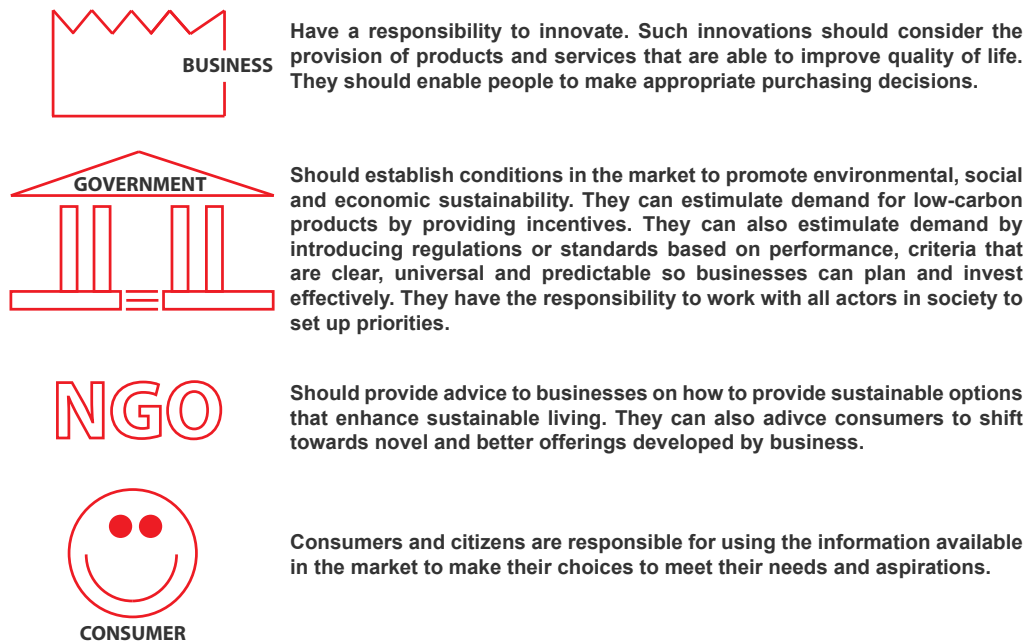 BUSINESS
Have a responsibility to innovate. Such innovations should consider the
provision of products and services that are able to improve quality of life.
They should enable people to make appropriate purchasing decisions.
GOVERNMENT
Should establish conditions in the market to promote environmental, social
and economic sustainability. They can estimulate demand for low-carbon
products by providing incentives. They can also estimulate demand by
introducing regulations or standards based on performance, criteria that
are clear, universal and predictable so businesses can plan and invest
effectively. They have the responsibility to work with all actors in society to
set up priorities.
NGO
Should provide advice to businesses on how to provide sustainable options
that enhance sustainable living. They can also adivce consumers to shift
towards novel and better offerings developed by business.
Consumers and citizens are responsible for using the information available
in the market to make their choices to meet their needs and aspirations.
CONSUMER